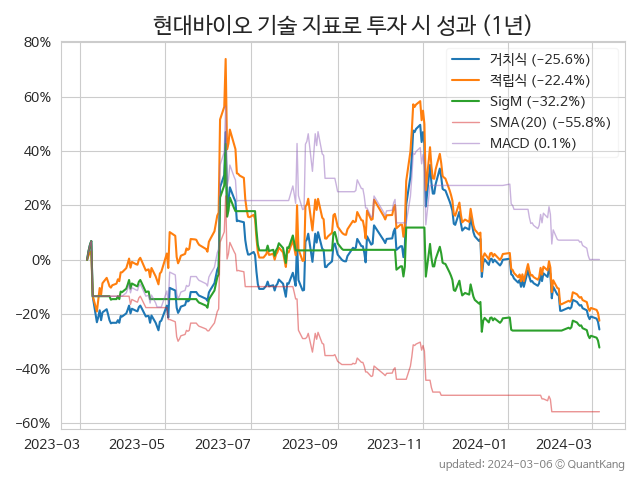 현대바이오 기술 지표로 투자 시 성과 (1년)
80%
60%
40%
20%
0%
−20%
−40%
−60%
거치식 (−25.6%)
적립식 (−22.4%)
SigM (−32.2%)
SMA(20) (−55.8%)
MACD (0.1%)
2023−03 2023−05 2023−07 2023−09 2023−11 2024−01 2024−03
updated: 2024-03-06 © QuantKang